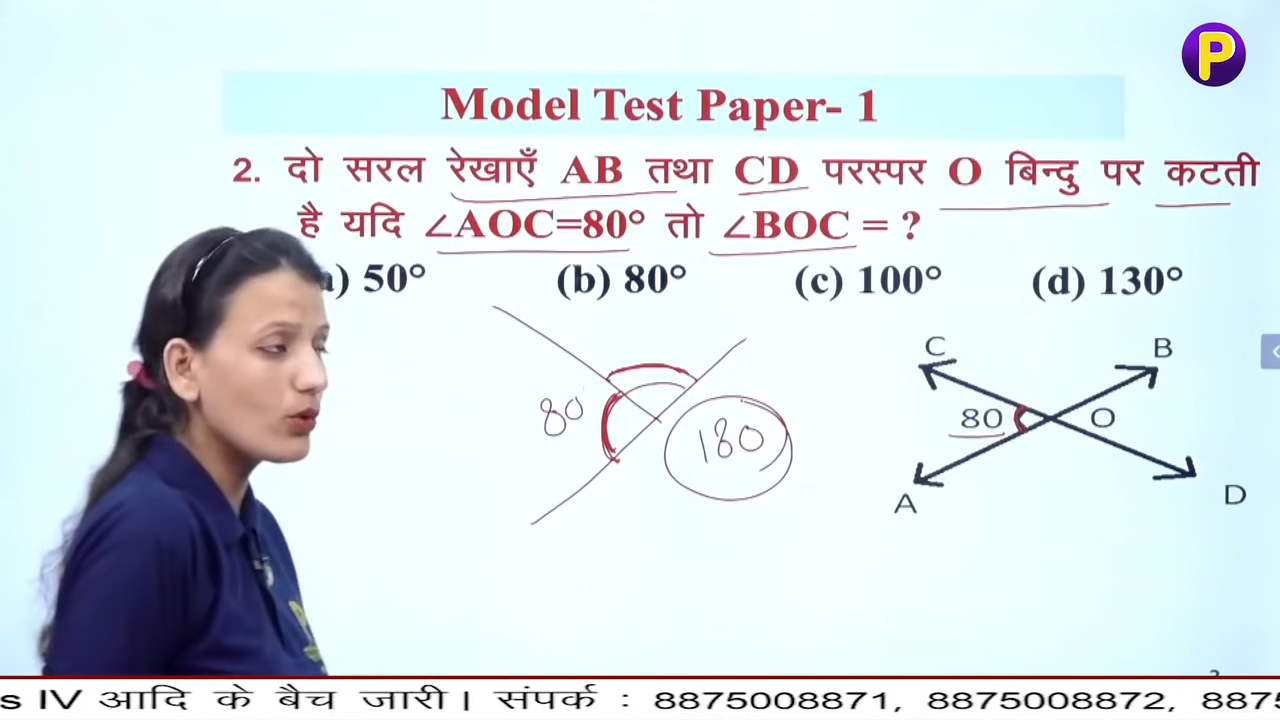 P
Model Test Paper- 1
2. दो सरल रेखाएँ AB तथा CD परस्पर O बिन्दु पर कटती
है यदि ∠AOC=80° तो ∠BOC = ?
a) 50° (b) 80° (c) 100° (d) 130°
C B
80 180 80 O
A D
s IV आदि के बैच जारी। संपर्क : 8875008871, 8875008872, 887